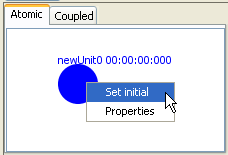 Atomic Coupled
newUnit0 00:00:00:000
Set initial
Properties